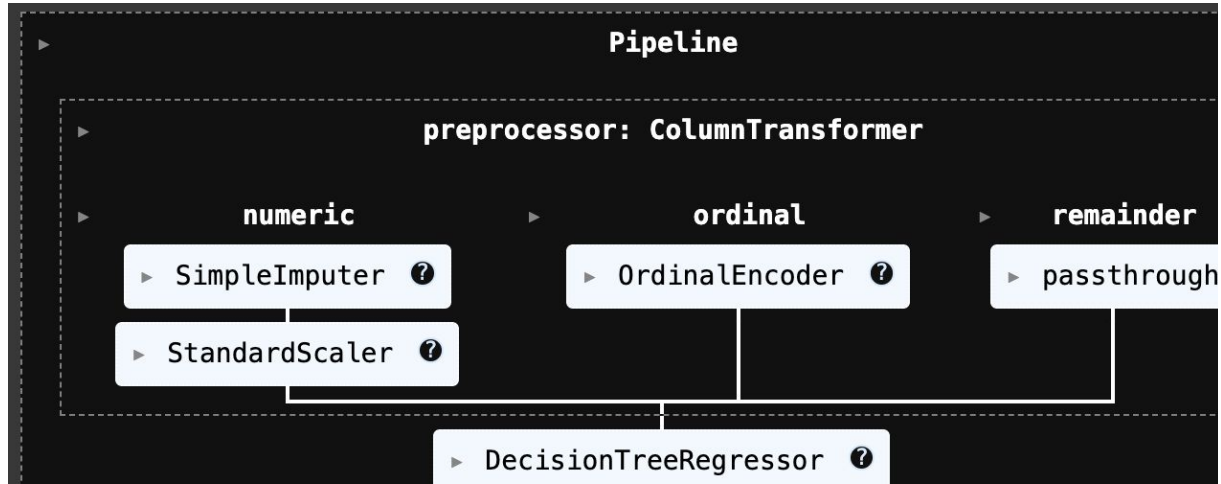 Pipeline
preprocessor: ColumnTransformer
numeric ordinal remainder
SimpleImputer ? OrdinalEncoder ? passthrough
StandardScaler ?
DecisionTreeRegressor ?